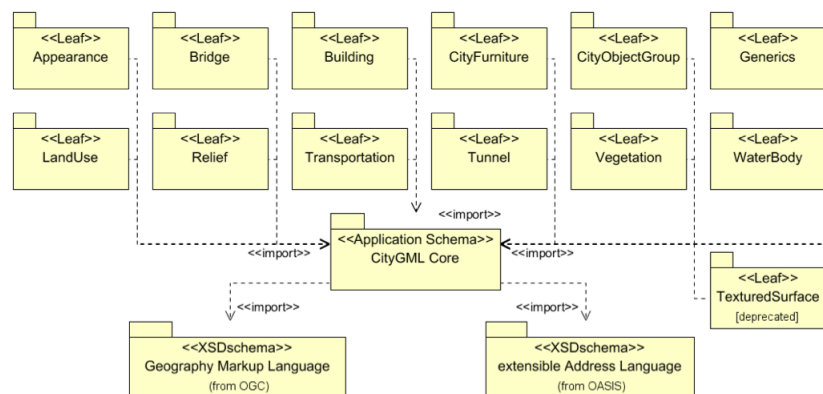 <<Leaf>>
Appearance
<<Leaf>>
Bridge
<<Leaf>>
Building
<<Leaf>>
CityFurniture
<<Leaf>>
CityObjectGroup
<<Leaf>>
Generics
<<Leaf>>
LandUse
<<Leaf>>
Relief
<<Leaf>>
Transportation
<<Leaf>>
Tunnel
<<Leaf>>
Vegetation
<<Leaf>>
WaterBody
<<import>>
<<Application Schema>>
CityGML Core
<<import>>
<<import>>
<<Leaf>>
TexturedSurface
[deprecated]
<<import>>
<<import>>
<<XSDschema>>
Geography Markup Language
(from OGC)
<<XSDschema>>
extensible Address Language
(from OASIS)